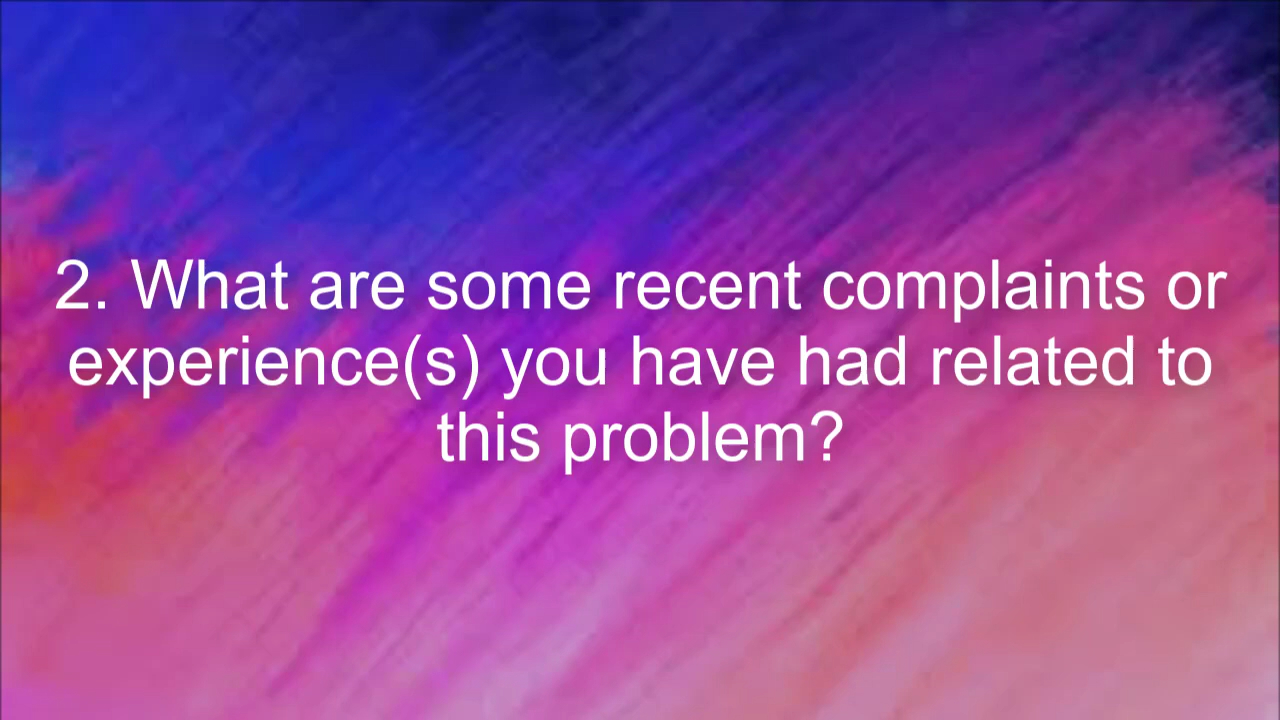 2. What are some recent complaints or
experience(s) you have had related to
this problem?